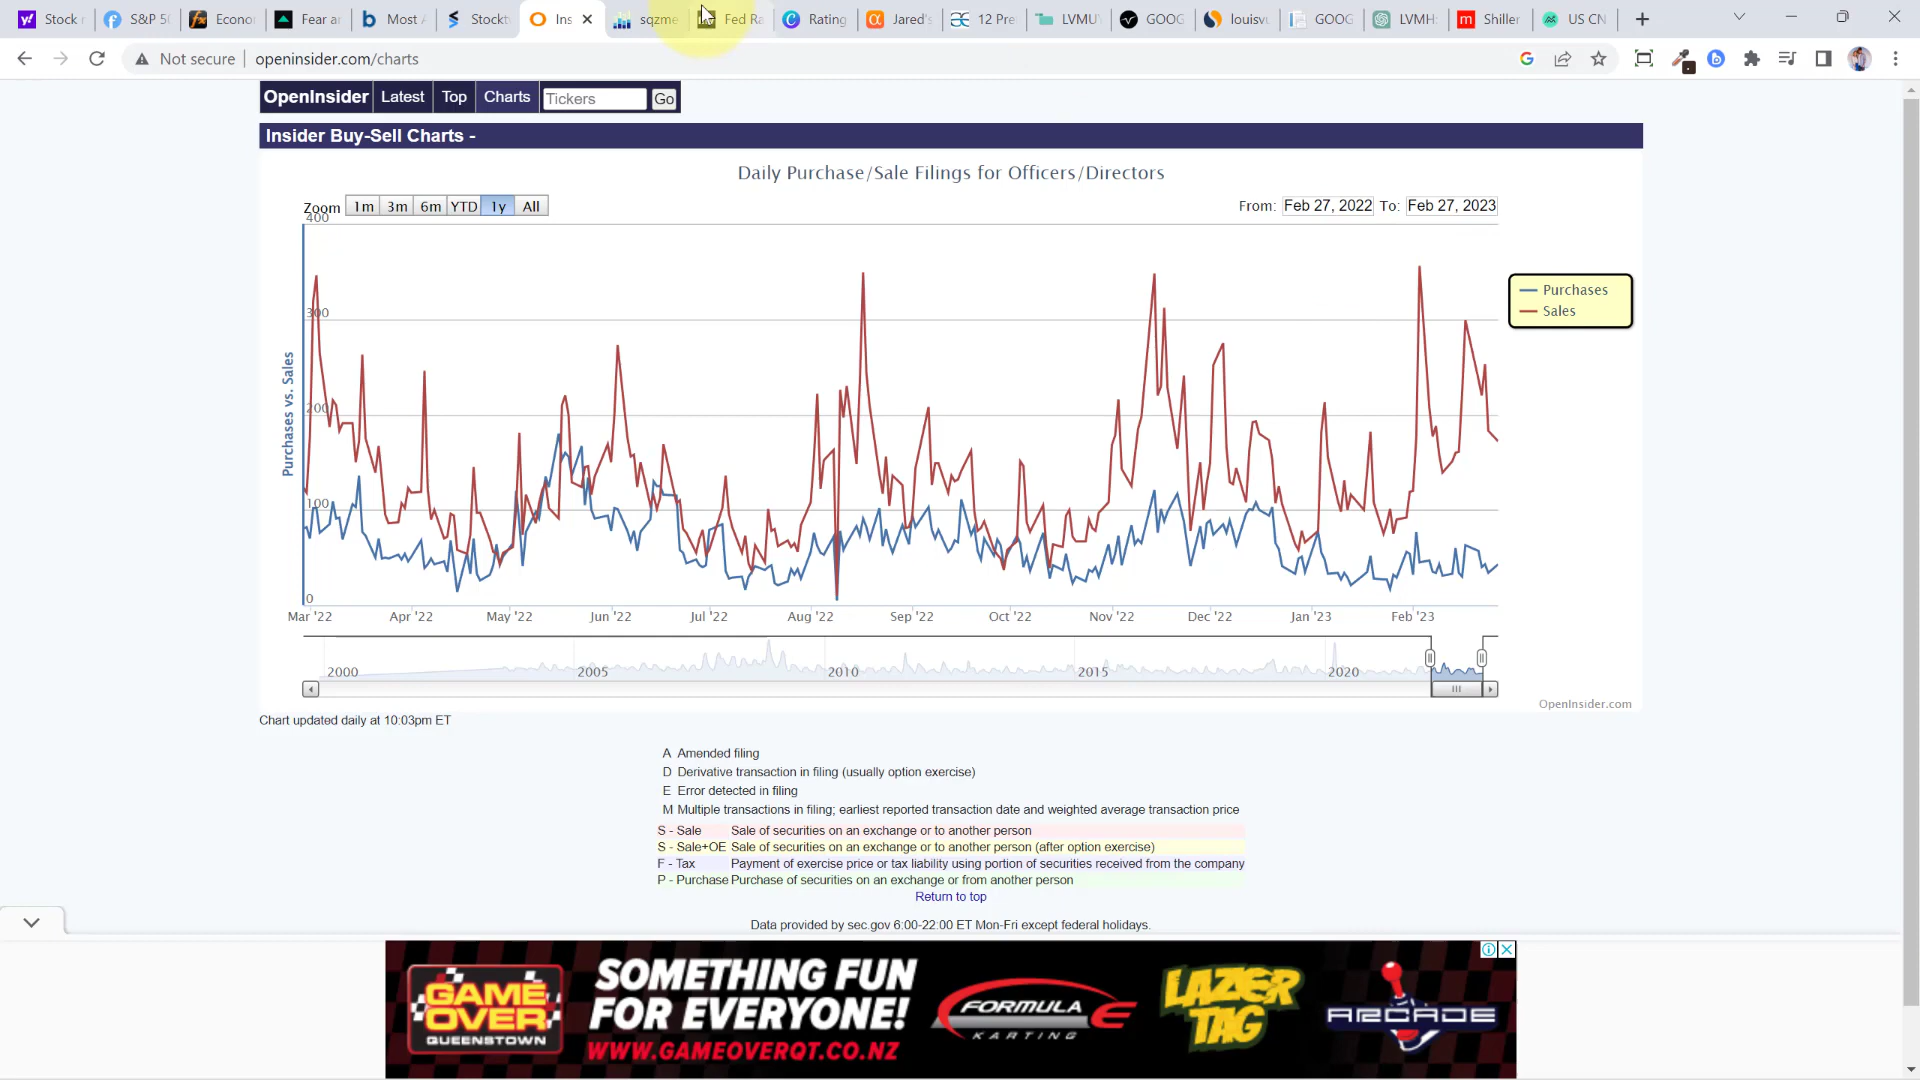 Stock r
S&P 50
Econo
Fear an
Most A
Stockt
Ins
sqzme
Fed Ra
Rating
Jared's
12 Pre
LVMUY
GOOG
louisvu
GOOG
LVMH:
Shiller
US CN
Not secure
openinsider.com/charts
OpenInsider Latest Top Charts Tickers Go
Insider Buy-Sell Charts -
Daily Purchase/Sale Filings for Officers/Directors
Zoom 1m 3m 6m YTD 1y All
From: Feb 27, 2022 To: Feb 27, 2023
400
300
200
100
0
Purchases vs. Sales
Purchases
Sales
Mar '22 Apr '22 May '22 Jun '22 Jul '22 Aug '22 Sep '22 Oct '22 Nov '22 Dec '22 Jan '23 Feb '23
2000 2005 2010 2015 2020
OpenInsider.com
Chart updated daily at 10:03pm ET
A Amended filing
D Derivative transaction in filing (usually option exercise)
E Error detected in filing
M Multiple transactions in filing; earliest reported transaction date and weighted average transaction price
S - Sale Sale of securities on an exchange or to another person
S - Sale+OE Sale of securities on an exchange or to another person (after option exercise)
F - Tax Payment of exercise price or tax liability using portion of securities received from the company
P - Purchase Purchase of securities on an exchange or from another person
Return to top
Data provided by sec.gov 6:00-22:00 ET Mon-Fri except federal holidays.
GAME OVER QUEENSTOWN
SOMETHING FUN
FOR EVERYONE!
WWW.GAMEOVERQT.CO.NZ
FORMULA E KARTING
LAZER TAG
ARCADE